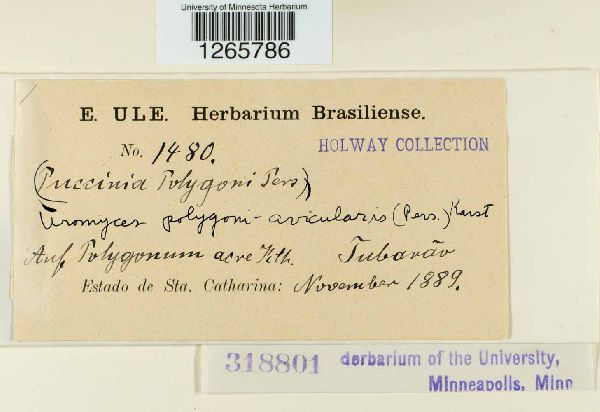 University of Minnesota Herbarium
1265786
E. ULE. Herbarium Brasiliense.
No. 1480.
HOLWAY COLLECTION
(Puccinia Polygoni Pers)
Uromyces polygoni-avicularis (Pers.) Karst
Auf Polygonum acre Kth. Tubarão
Estado de Sta. Catharina: November 1889.
318801 Herbarium of the University,
Minneapolis, Minn